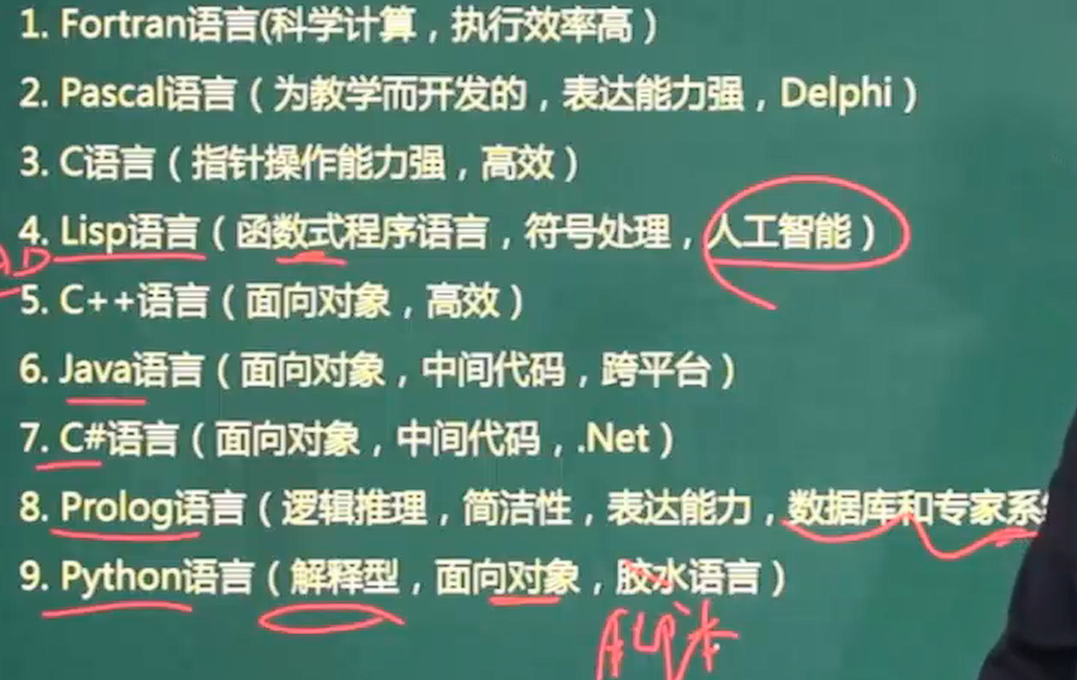 1. Fortran语言(科学计算，执行效率高）
2. Pascal语言（为教学而开发的，表达能力强，Delphi）
3. C语言（指针操作能力强，高效）
4. Lisp语言（函数式程序语言，符号处理，人工智能）
5. C++语言（面向对象，高效）
6. Java语言（面向对象，中间代码，跨平台）
7. C#语言（面向对象，中间代码，.Net）
8. Prolog语言（逻辑推理，简洁性，表达能力，数据库和专家系
9. Python语言（解释型，面向对象，胶水语言）